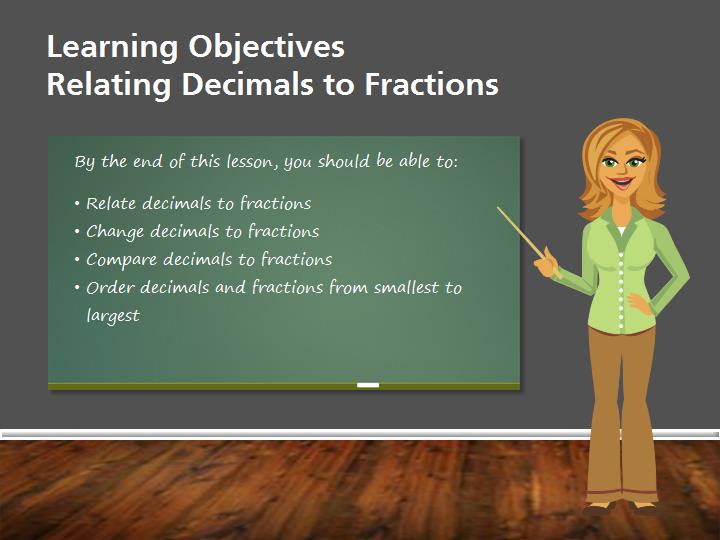 Learning Objectives
Relating Decimals to Fractions
By the end of this lesson, you should be able to:
• Relate decimals to fractions
• Change decimals to fractions
• Compare decimals to fractions
• Order decimals and fractions from smallest to
largest